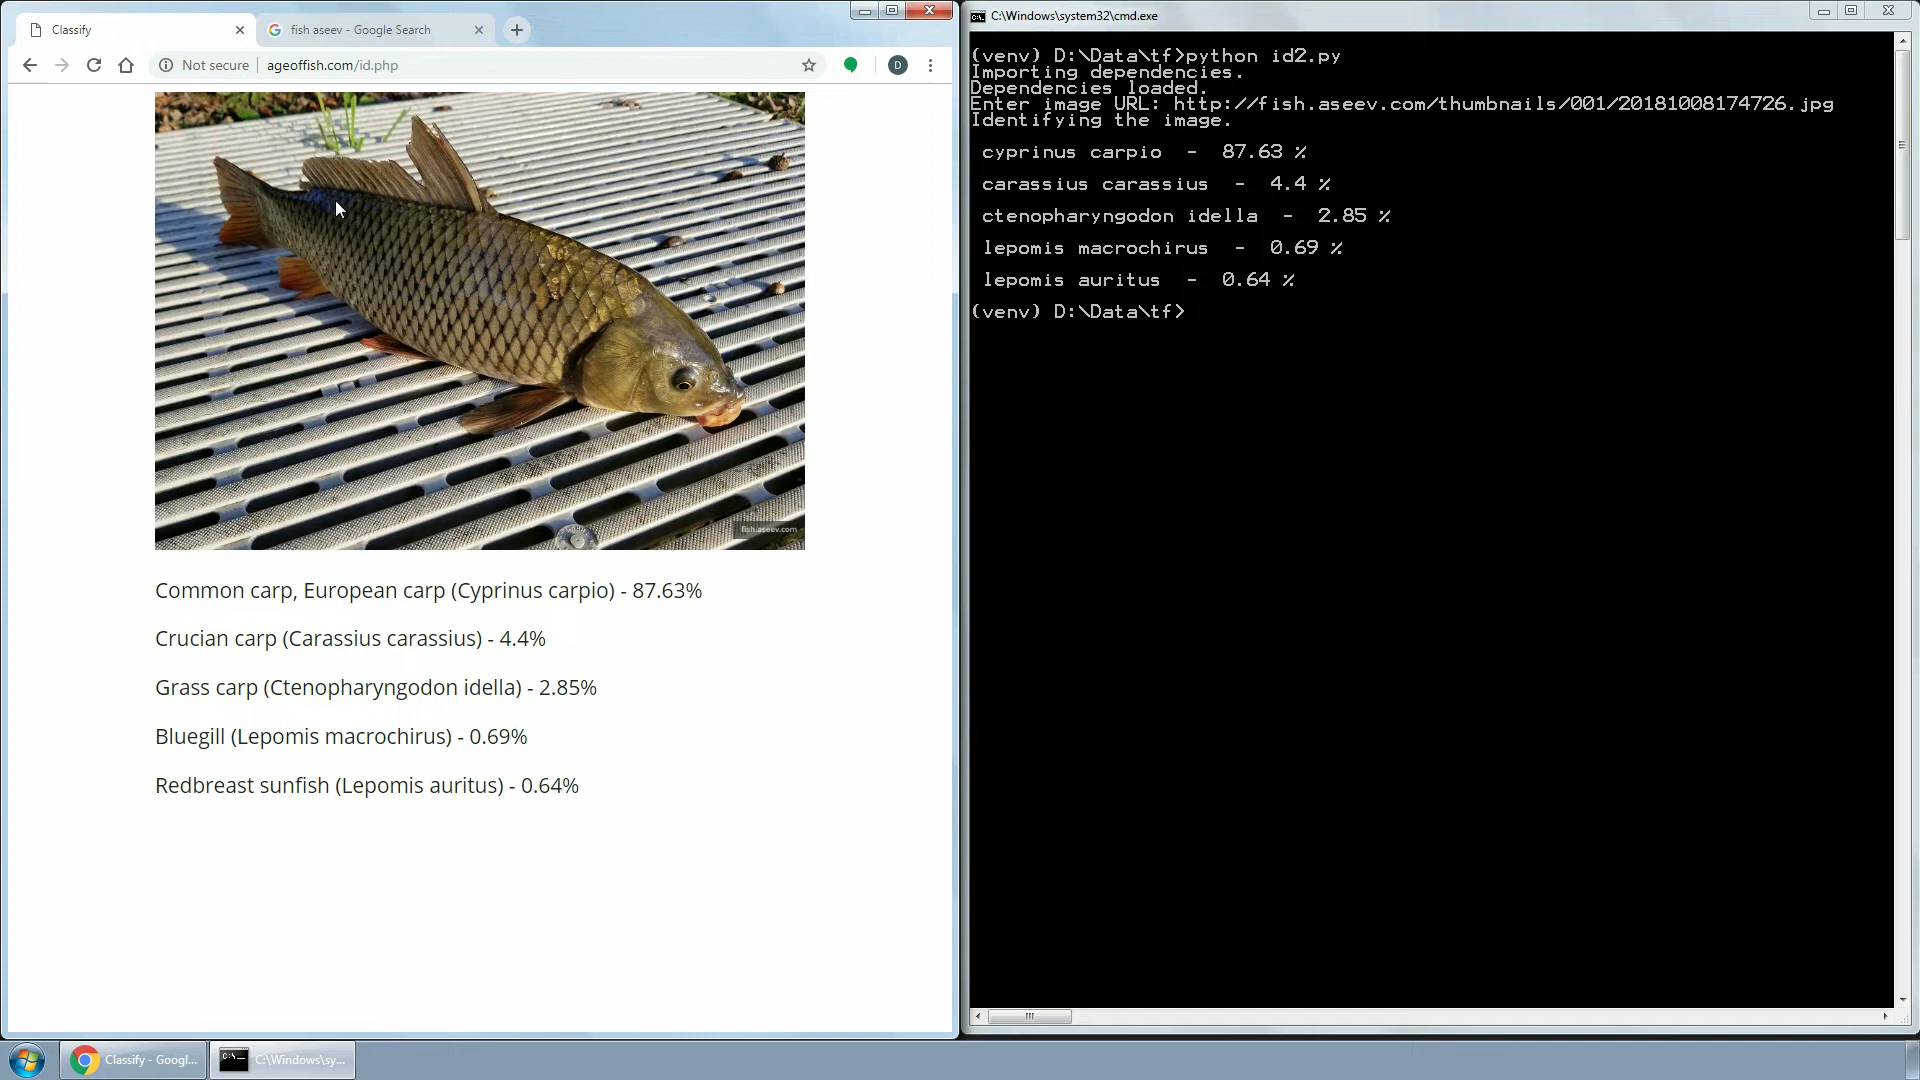 Classify
fish aseev - Google Search
Not secure
ageoffish.com/id.php
D
fish.aseev.com
Common carp, European carp (Cyprinus carpio) - 87.63%
Crucian carp (Carassius carassius) - 4.4%
Grass carp (Ctenopharyngodon idella) - 2.85%
Bluegill (Lepomis macrochirus) - 0.69%
Redbreast sunfish (Lepomis auritus) - 0.64%
C:\Windows\system32\cmd.exe
(venv) D:\Data\tf>python id2.py
Importing dependencies.
Dependencies loaded.
Enter image URL: http://fish.aseev.com/thumbnails/001/20181008174726.jpg
Identifying the image.
cyprinus carpio - 87.63 %
carassius carassius - 4.4 %
ctenopharyngodon idella - 2.85 %
lepomis macrochirus - 0.69 %
lepomis auritus - 0.64 %
(venv) D:\Data\tf>
Classify - Googl...
C:\Windows\sy...